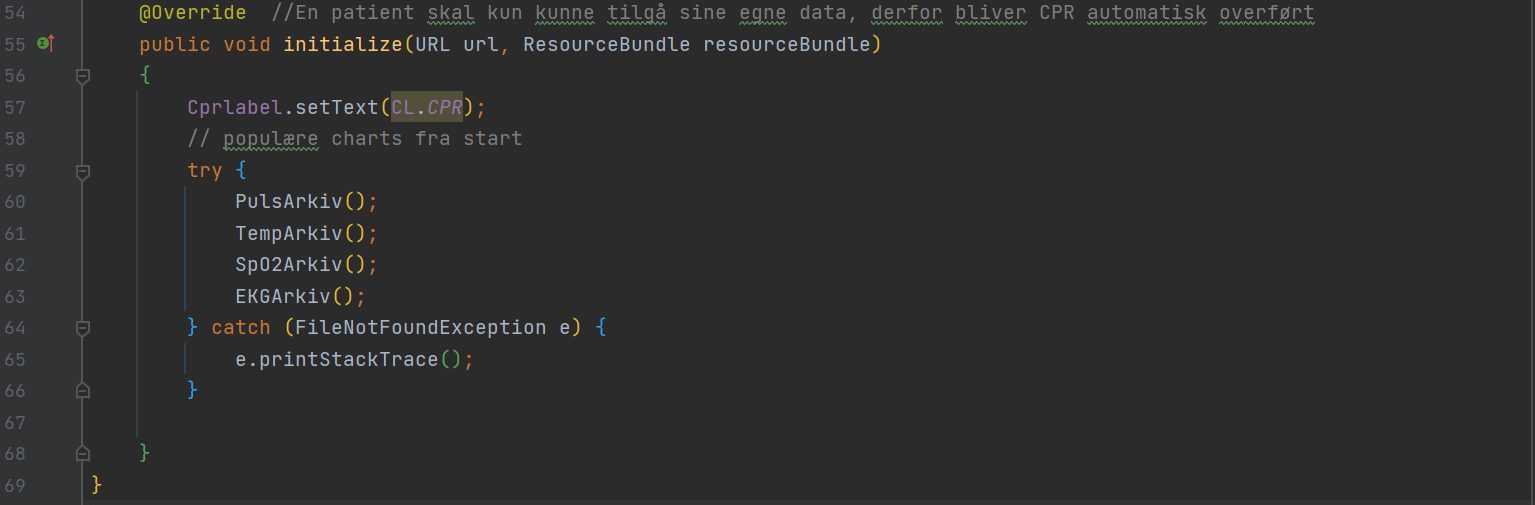 54 @Override //En patient skal kun kunne tilgå sine egne data, derfor bliver CPR automatisk overført
55 public void initialize(URL url, ResourceBundle resourceBundle)
56 {
57 Cprlabel.setText(CL.CPR);
58 // populære charts fra start
59 try {
60 PulsArkiv();
61 TempArkiv();
62 SpO2Arkiv();
63 EKGArkiv();
64 } catch (FileNotFoundException e) {
65 e.printStackTrace();
66 }
67
68 }
69 }